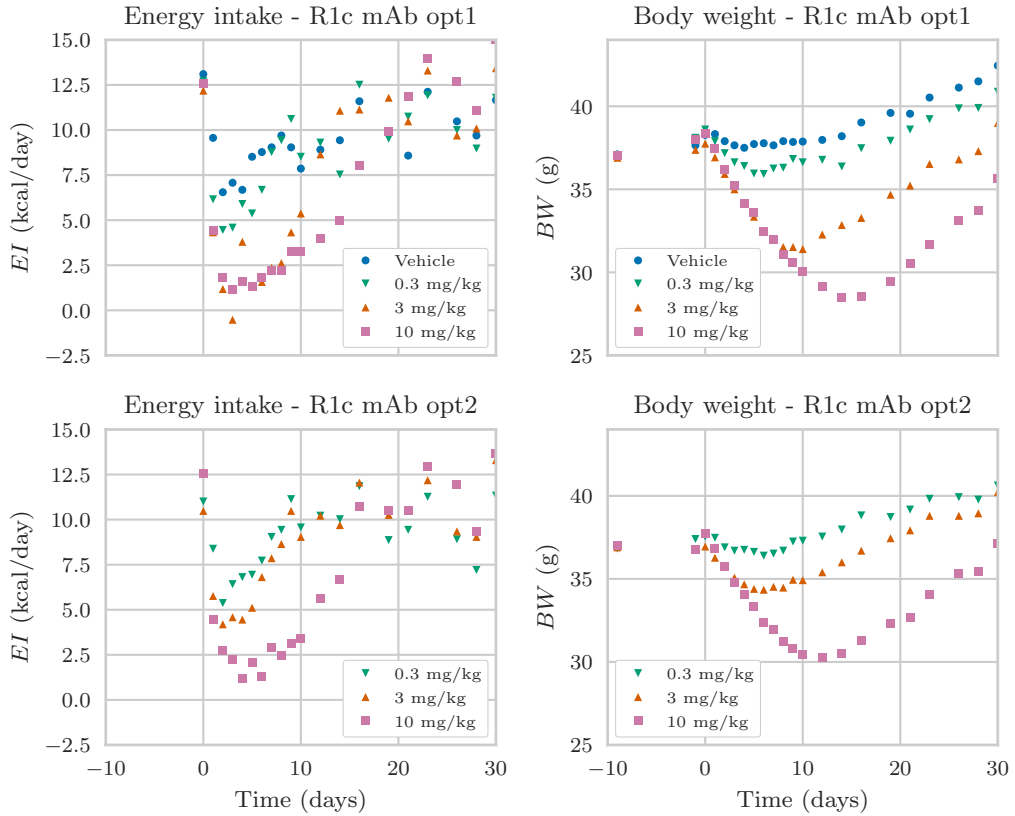 Energy intake - R1c mAb opt1
Body weight - R1c mAb opt1
15.0
12.5
10.0
7.5
5.0
2.5
0.0
−2.5
EI (kcal/day)
Vehicle
0.3 mg/kg
3 mg/kg
10 mg/kg
40
35
30
25
BW (g)
Vehicle
0.3 mg/kg
3 mg/kg
10 mg/kg
Energy intake - R1c mAb opt2
Body weight - R1c mAb opt2
15.0
12.5
10.0
7.5
5.0
2.5
0.0
−2.5
EI (kcal/day)
0.3 mg/kg
3 mg/kg
10 mg/kg
−10 0 10 20 30
Time (days)
40
35
30
25
BW (g)
0.3 mg/kg
3 mg/kg
10 mg/kg
−10 0 10 20 30
Time (days)